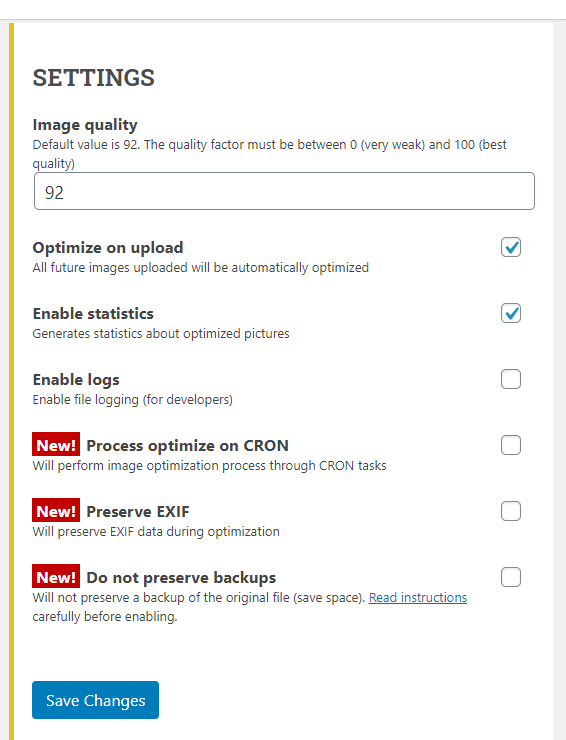 SETTINGS
Image quality
Default value is 92. The quality factor must be between 0 (very weak) and 100 (best
quality)
92
Optimize on upload
All future images uploaded will be automatically optimized
Enable statistics
Generates statistics about optimized pictures
Enable logs
Enable file logging (for developers)
New! Process optimize on CRON
Will perform image optimization process through CRON tasks
New! Preserve EXIF
Will preserve EXIF data during optimization
New! Do not preserve backups
Will not preserve a backup of the original file (save space). Read instructions
carefully before enabling.
Save Changes